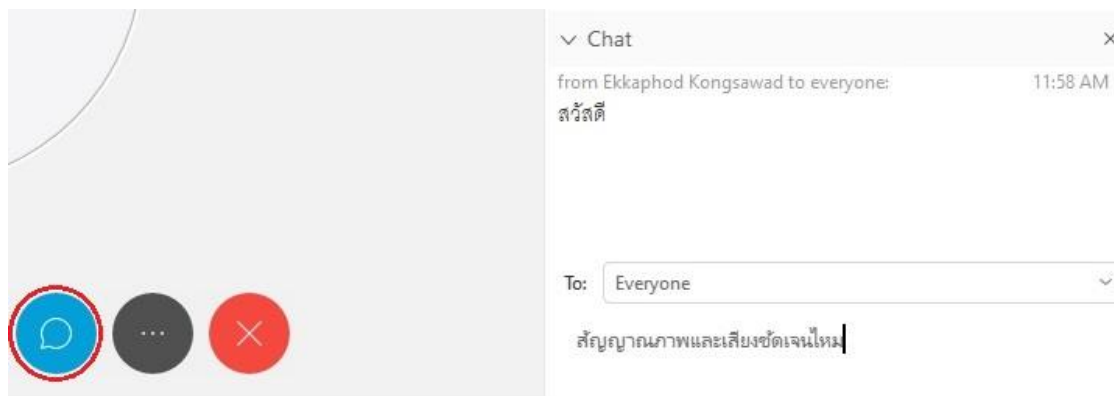 Chat
from Ekkaphod Kongsawad to everyone: 11:58 AM
สวัสดี
To: Everyone
สัญญาณภาพและเสียงชัดเจนไหม